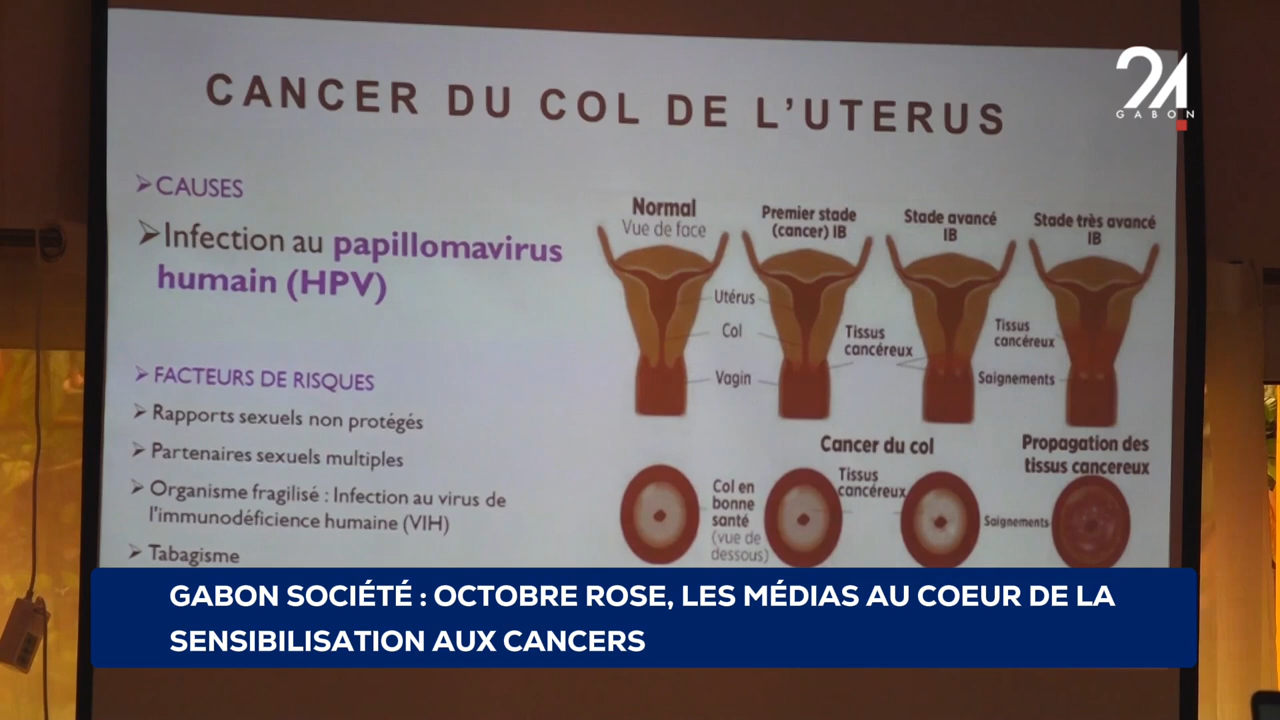 CANCER DU COL DE L'UTERUS
24
GABON
➢CAUSES
➢Infection au papillomavirus
humain (HPV)
➢ FACTEURS DE RISQUES
➢ Rapports sexuels non protégés
➢ Partenaires sexuels multiples
➢ Organisme fragilisé : Infection au virus de
l'immunodéficience humaine (VIH)
➢ Tabagisme
Normal
Vue de face
Premier stade
(cancer) IB
Stade avancé
IB
Stade très avancé
IB
Utérus
Col
Vagin
Tissus
cancéreux
Tissus
cancéreux
Saignements
Cancer du col
Propagation des
tissus cancereux
Col en
bonne
santé
(vue de
dessous)
Tissus
cancéreux
Saignements
GABON SOCIÉTÉ : OCTOBRE ROSE, LES MÉDIAS AU COEUR DE LA
SENSIBILISATION AUX CANCERS